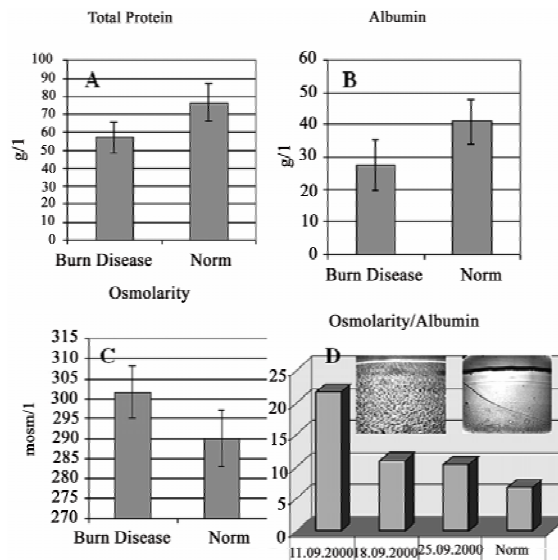 Total Protein
Albumin
A
g/1
100
90
80
70
60
50
40
30
20
10
0
Burn Disease Norm
B
g/1
60
50
40
30
20
10
0
Burn Disease Norm
Osmolarity
C
mosm/1
315
310
305
300
295
290
285
280
275
270
Burn Disease Norm
Osmolarity/Albumin
D
25
20
15
10
5
0
11.09.2000 18.09.2000 25.09.2000 Norm